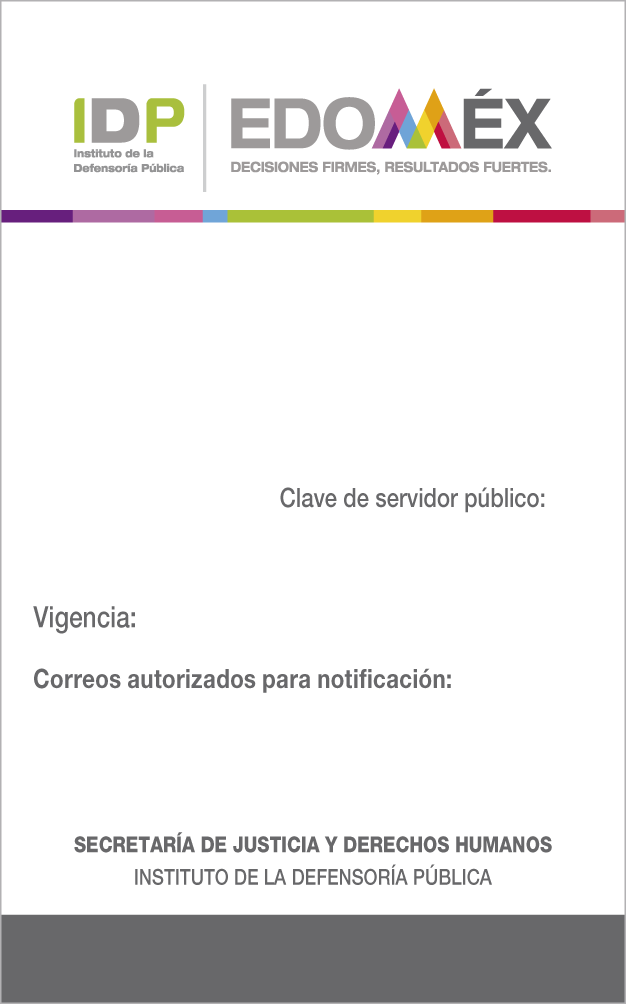 IDP
Instituto de la
Defensoría Pública
EDOMÉX
DECISIONES FIRMES, RESULTADOS FUERTES.
Clave de servidor público:
Vigencia:
Correos autorizados para notificación:
SECRETARÍA DE JUSTICIA Y DERECHOS HUMANOS
INSTITUTO DE LA DEFENSORÍA PÚBLICA